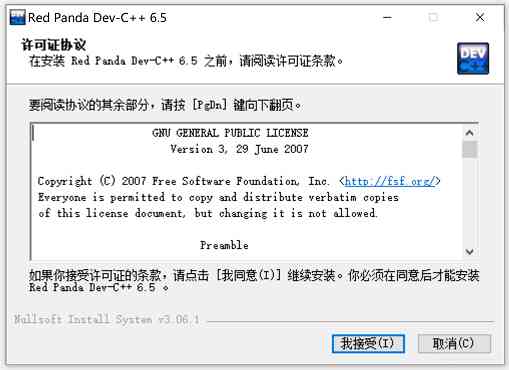 Red Panda Dev-C++ 6.5
许可证协议
在安装 Red Panda Dev-C++ 6.5 之前，请阅读许可证条款。
DEV
C++
要阅读协议的其余部分，请按 [PgDn] 键向下翻页。
GNU GENERAL PUBLIC LICENSE
Version 3, 29 June 2007
Copyright (C) 2007 Free Software Foundation, Inc. <http://fsf.org/>
Everyone is permitted to copy and distribute verbatim copies
of this license document, but changing it is not allowed.
Preamble
如果你接受许可证的条款，请点击 [我同意(I)] 继续安装。你必须在同意后才能安装
Red Panda Dev-C++ 6.5 。
Nullsoft Install System v3.06.1
我接受(I)
取消(C)